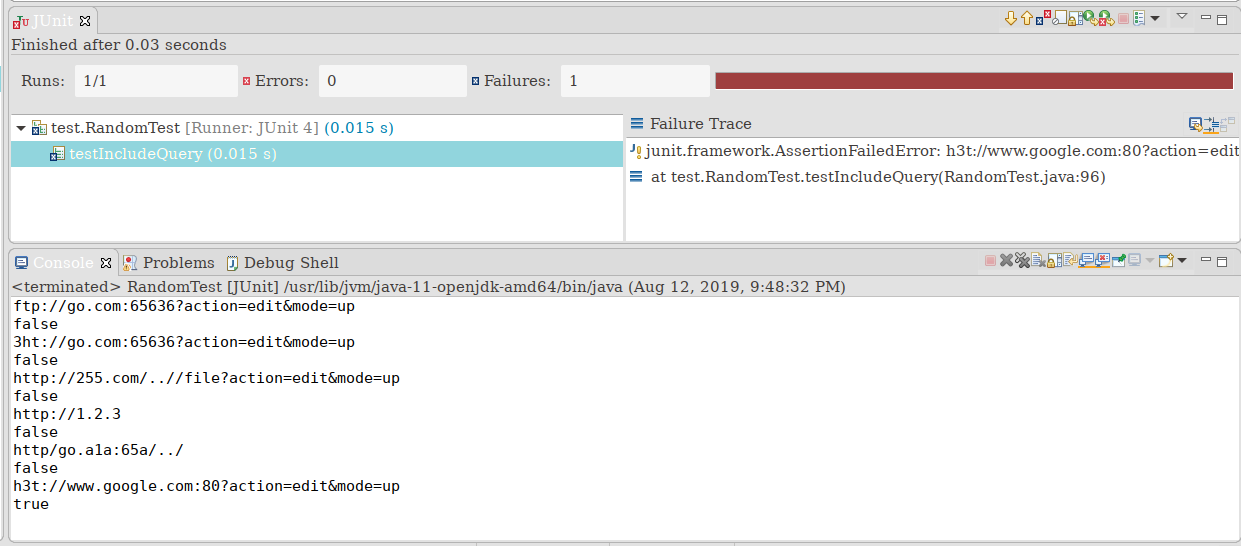 JUnit
Finished after 0.03 seconds
Runs: 1/1 Errors: 0 Failures: 1
test.RandomTest [Runner: JUnit 4] (0.015 s)
testIncludeQuery (0.015 s)
Failure Trace
junit.framework.AssertionFailedError: h3t://www.google.com:80?action=edit
at test.RandomTest.testIncludeQuery(RandomTest.java:96)
Console Problems Debug Shell
<terminated> RandomTest [JUnit] /usr/lib/jvm/java-11-openjdk-amd64/bin/java (Aug 12, 2019, 9:48:32 PM)
ftp://go.com:65636?action=edit&mode=up
false
3ht://go.com:65636?action=edit&mode=up
false
http://255.com/..//file?action=edit&mode=up
false
http://1.2.3
false
http/go.a1a:65a/../
false
h3t://www.google.com:80?action=edit&mode=up
true